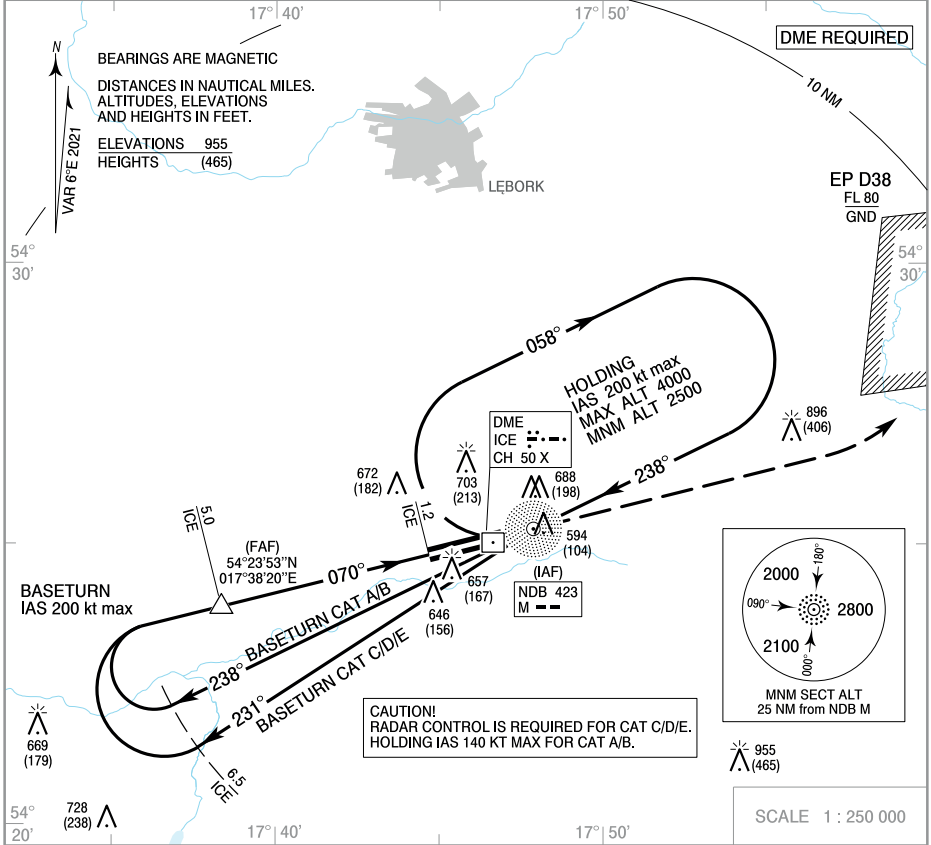 17° 40'
17° 50'
DME REQUIRED
N
BEARINGS ARE MAGNETIC
DISTANCES IN NAUTICAL MILES.
ALTITUDES, ELEVATIONS
AND HEIGHTS IN FEET.
ELEVATIONS 955
HEIGHTS (465)
VAR 6°E 2021
10 NM
LĘBORK
EP D38
FL 80
GND
54°
30'
54°
30'
058°
HOLDING
IAS 200 kt max
MAX ALT 4000
MNM ALT 2500
238°
896
(406)
DME
ICE
CH 50 X
672
(182)
703
(213)
688
(198)
1.2
ICE
5.0
ICE
594
(104)
(FAF)
54°23'53"N
017°38'20"E
070°
657
(167)
646
(156)
(IAF)
NDB 423
M
BASETURN
IAS 200 kt max
238° BASETURN CAT A/B
231° BASETURN CAT C/D/E
6.5
ICE
180°
2000
090°
2800
2100
000°
MNM SECT ALT
25 NM from NDB M
CAUTION!
RADAR CONTROL IS REQUIRED FOR CAT C/D/E.
HOLDING IAS 140 KT MAX FOR CAT A/B.
669
(179)
955
(465)
728
(238)
54°
20'
17° 40'
17° 50'
SCALE 1 : 250 000